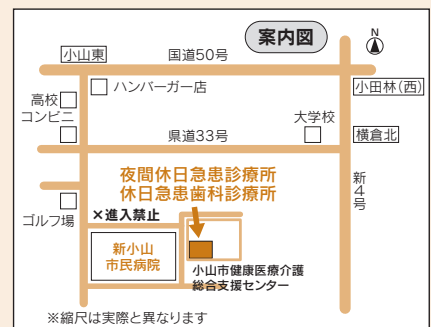 案内図
N
小山東
国道50号
ハンバーガー店
小田林(西)
高校
コンビニ
大学校
県道33号
横倉北
夜間休日急患診療所
休日急患歯科診療所
新4号
ゴルフ場
×進入禁止
新小山
市民病院
小山市健康医療介護
総合支援センター
※縮尺は実際と異なります